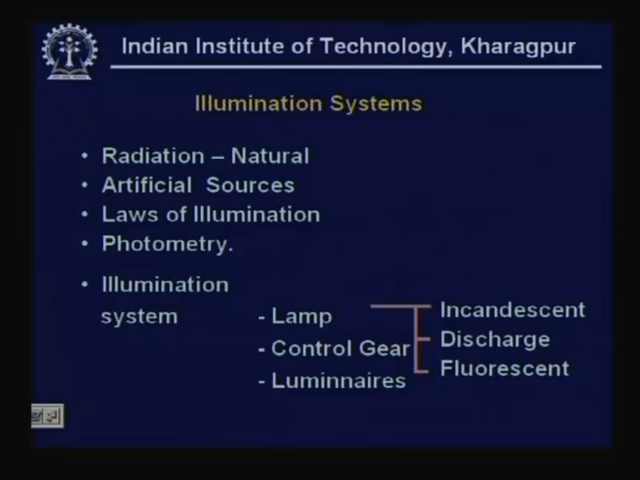 Indian Institute of Technology, Kharagpur
Illumination Systems
• Radiation – Natural
• Artificial Sources
• Laws of Illumination
• Photometry.
• Illumination
system
- Lamp
- Control Gear
- Luminnaires
Incandescent
Discharge
Fluorescent